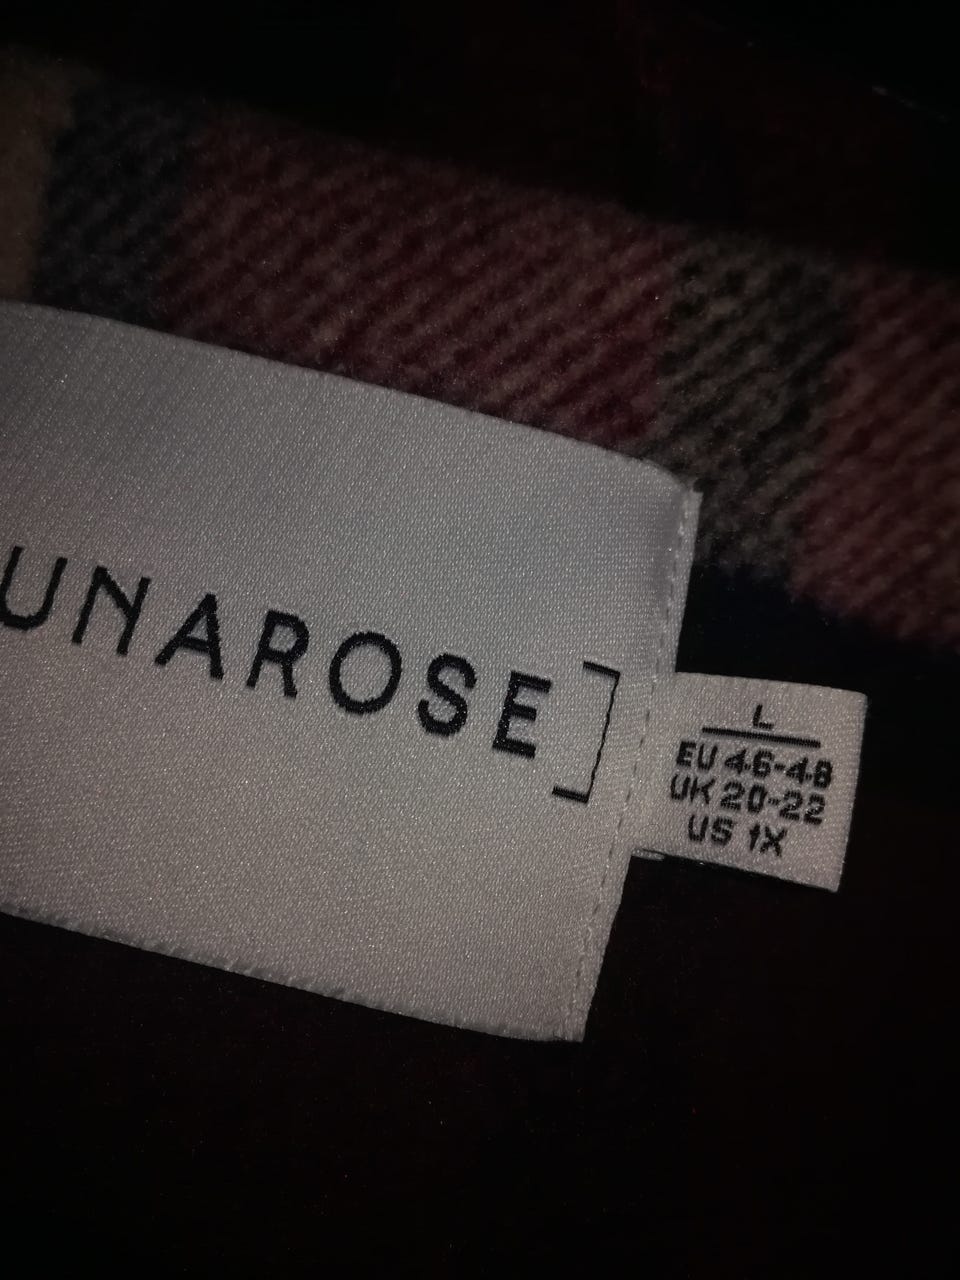 UNAROSE]
L
EU 46-48
UK 20-22
US 1X